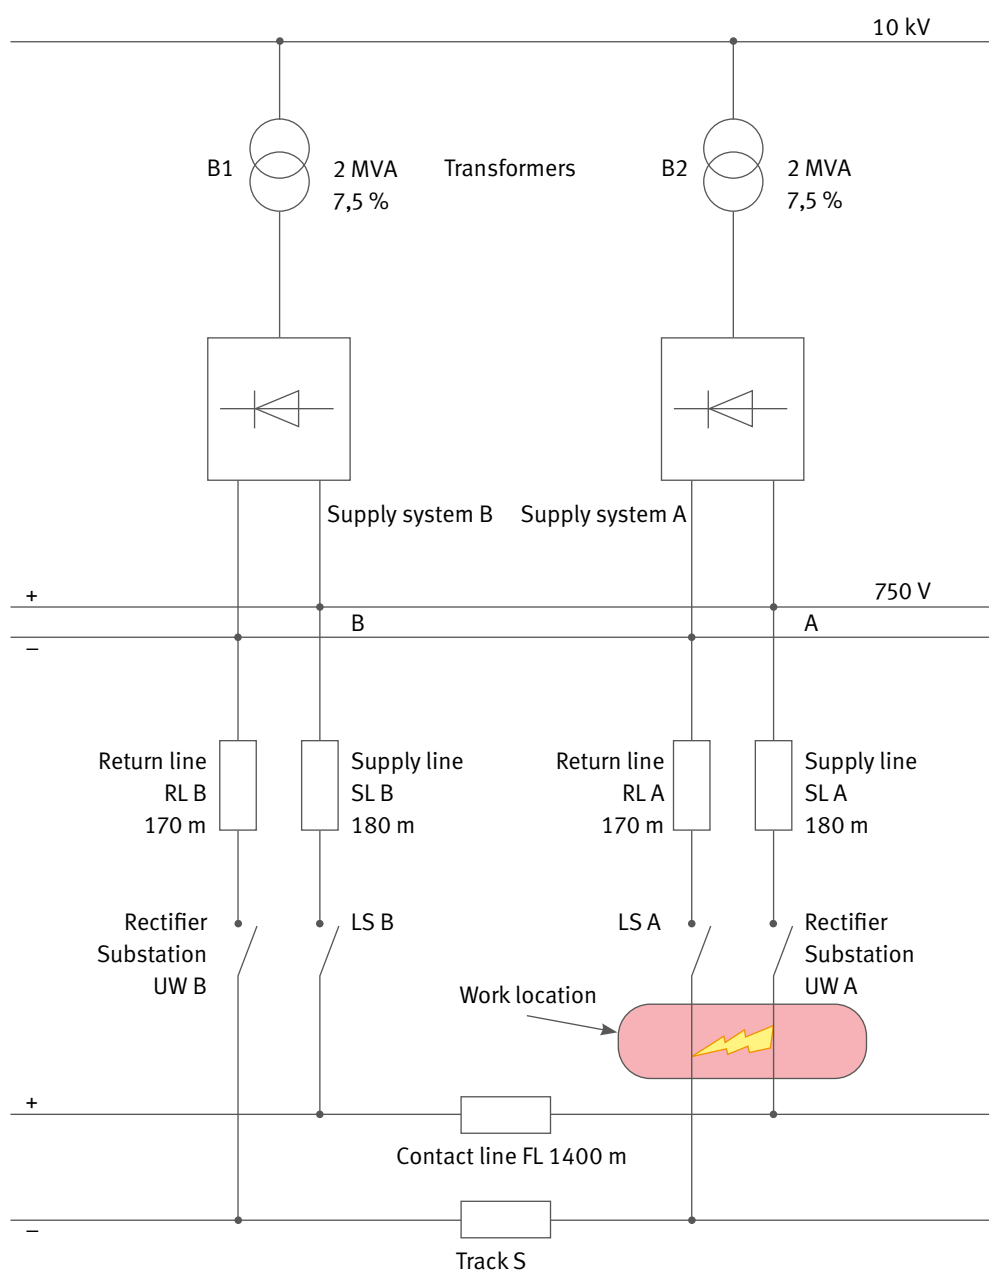 10 kV
B1
2 MVA
7,5 %
Transformers
B2
2 MVA
7,5 %
Supply system B
Supply system A
+
750 V
B
A
–
Return line
RL B
170 m
Supply line
SL B
180 m
Return line
RL A
170 m
Supply line
SL A
180 m
Rectifier
Substation
UW B
LS B
LS A
Rectifier
Substation
UW A
Work location
+
Contact line FL 1400 m
–
Track S